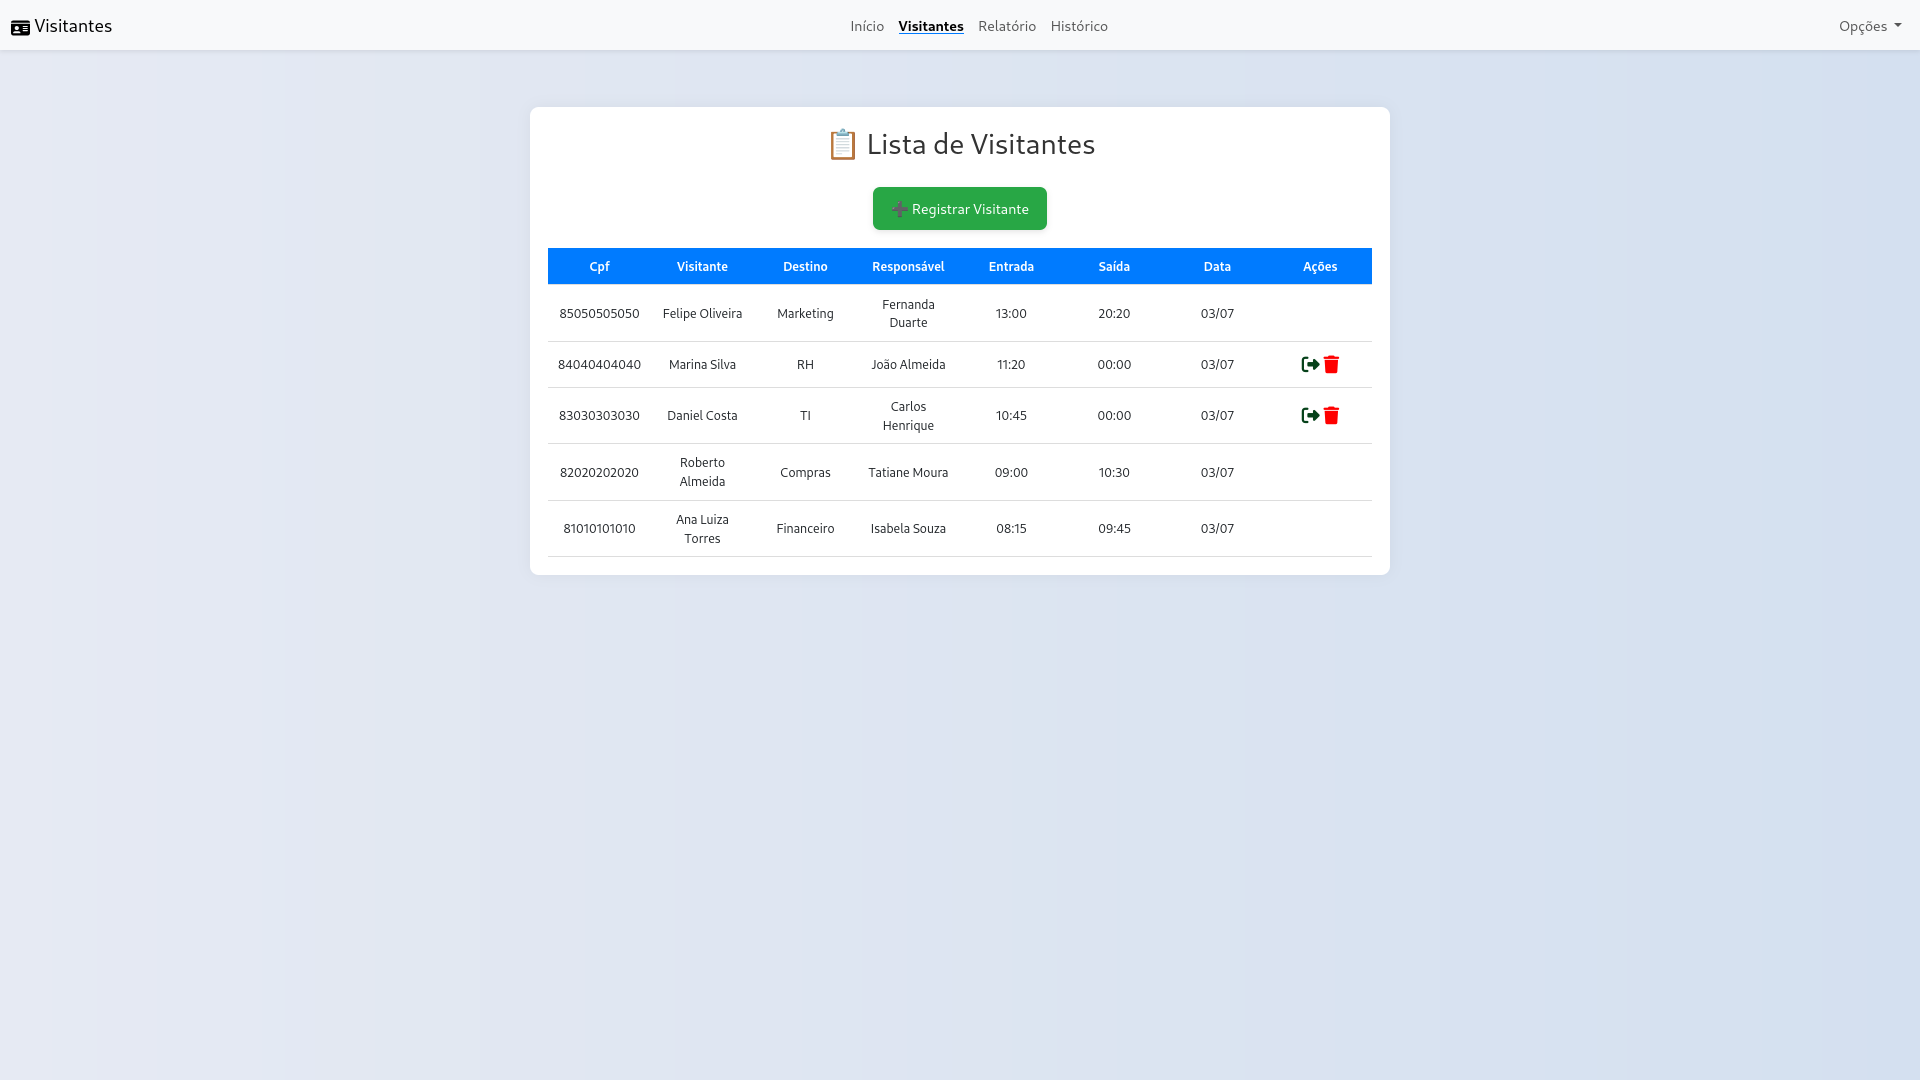 Visitantes
Início Visitantes Relatório Histórico
Opções
Lista de Visitantes
Registrar Visitante
Cpf Visitante Destino Responsável Entrada Saída Data Ações
85050505050 Felipe Oliveira Marketing Fernanda Duarte 13:00 20:20 03/07
84040404040 Marina Silva RH João Almeida 11:20 00:00 03/07
83030303030 Daniel Costa TI Carlos Henrique 10:45 00:00 03/07
82020202020 Roberto Almeida Compras Tatiane Moura 09:00 10:30 03/07
81010101010 Ana Luiza Torres Financeiro Isabela Souza 08:15 09:45 03/07